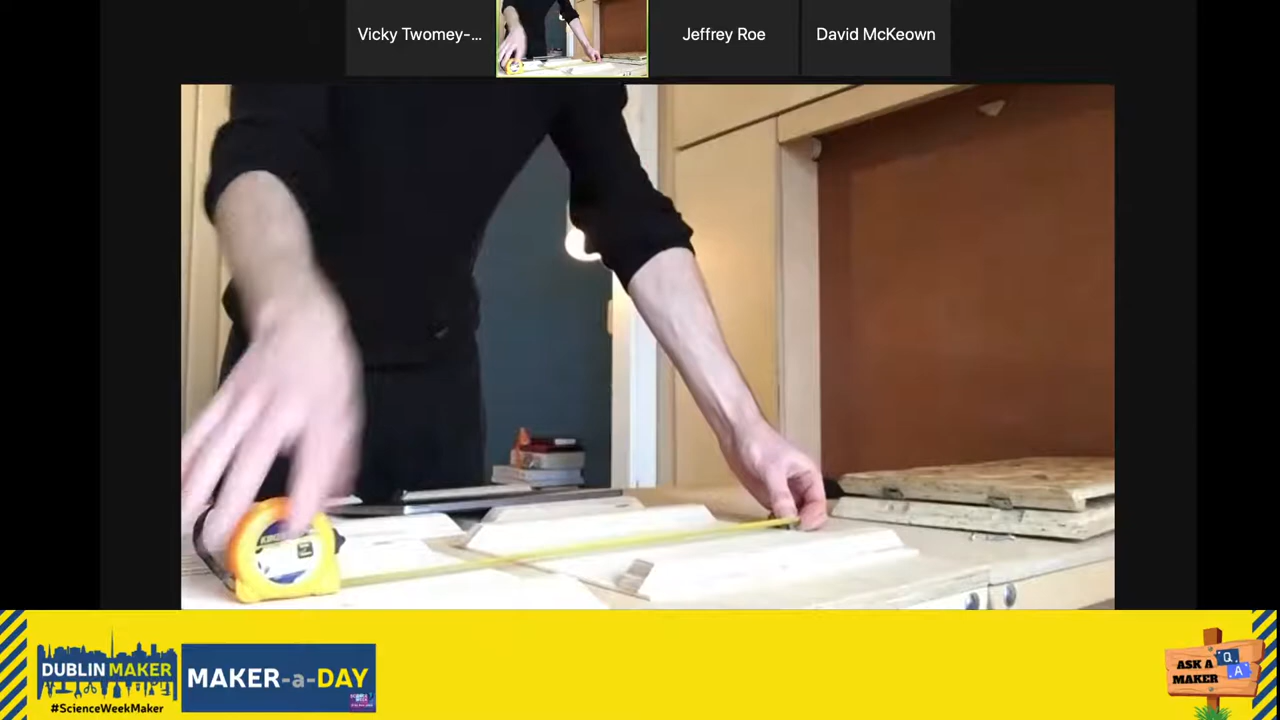 Vicky Twomey-...
Jeffrey Roe
David McKeown
DUBLIN MAKER
#ScienceWeekMaker
MAKER-a-DAY
ASK A
MAKER
Q
A